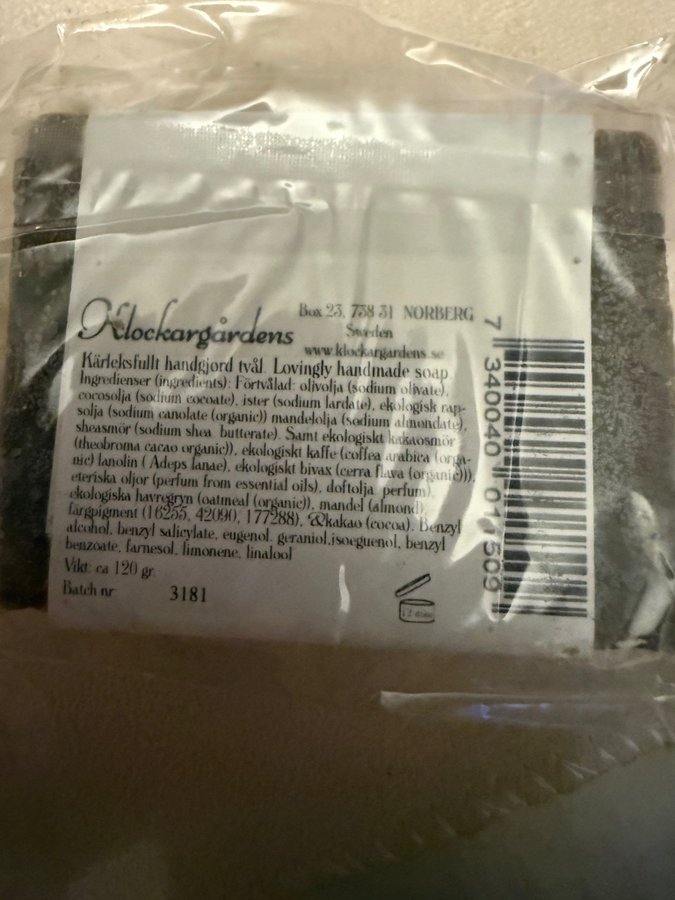 Klockargårdens
Box 23, 738 31 NORBERG
Sweden
www.klockargardens.se
Kärleksfullt handgjord tvål. Lovingly handmade soap
Ingredienser (ingredients): Förtvålad: olivolja (sodium olivate),
cocosolja (sodium cocoate), ister (sodium lardate), ekologisk rap-
solja (sodium canolate (organic)) mandelolja (sodium almondate),
sheasmör (sodium shea butterate). Samt ekologiskt kakaosmör
(theobroma cacao organic)), ekologiskt kaffe (coffea arabica (orga-
nic) lanolin ( Adeps lanae), ekologiskt bivax (cerra flava (organic))),
eteriska oljor (perfum from essential oils), doftolja perfum),
ekologiska havregryn (oatmeal (organic)), mandel (almond),
färgpigment (16255, 42090, 177288), &kakao (cocoa). Benzyl
alcohol, benzyl salicylate, eugenol, geraniol,isoeguenol, benzyl
benzoate, farnesol, limonene, linalool
Vikt: ca 120 gr
Batch nr 3181
7 340040 017509